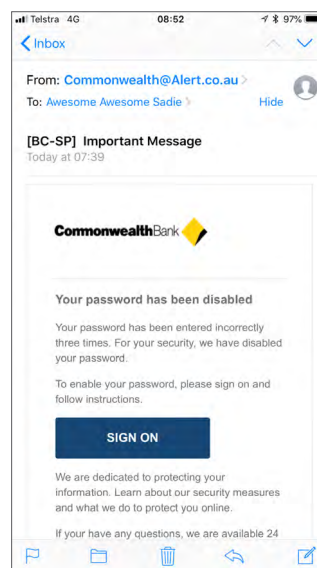 Telstra 4G 08:52 97%
Inbox
From: Commonwealth@Alert.co.au
To: Awesome Awesome Sadie Hide
[BC-SP] Important Message
Today at 07:39
CommonwealthBank
Your password has been disabled
Your password has been entered incorrectly
three times. For your security, we have disabled
your password.
To enable your password, please sign on and
follow instructions.
SIGN ON
We are dedicated to protecting your
information. Learn about our security measures
and what we do to protect you online.
If your have any questions, we are available 24